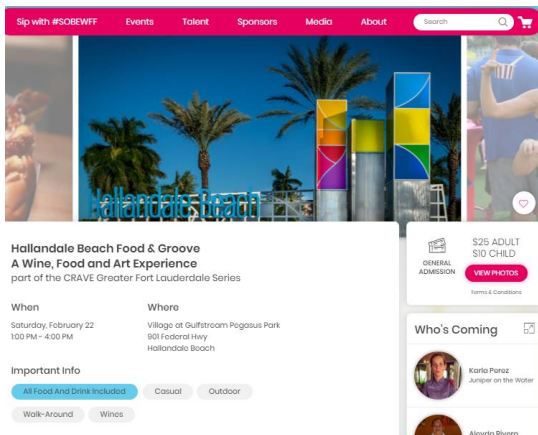 Sip with #SOBEWFF Events Talent Sponsors Media About Search
Hallandale Beach
Hallandale Beach Food & Groove
A Wine, Food and Art Experience
part of the CRAVE Greater Fort Lauderdale Series
When
Saturday, February 22
1:00 PM - 4:00 PM
Where
Village at Gulfstream Pegasus Park
901 Federal Hwy
Hallandale Beach
Important Info
All Food And Drink Included Casual Outdoor
Walk-Around Wines
GENERAL
ADMISSION
$25 ADULT
$10 CHILD
VIEW PHOTOS
Terms & Conditions
Who's Coming
Karla Perez
Juniper on the Water
Aleyda Rivera